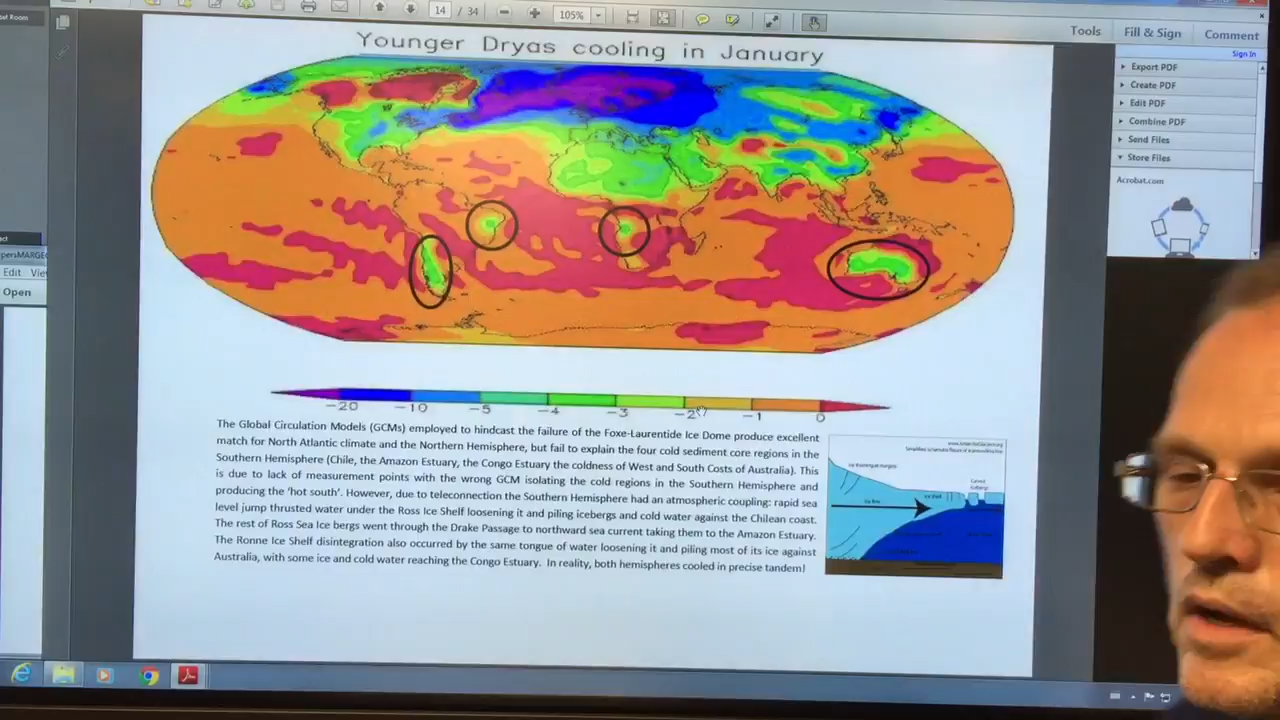 set Room
14 / 34
105%
Tools
Fill & Sign
Comment
Sign In
Export PDF
Create PDF
Edit PDF
Combine PDF
Send Files
Store Files
Acrobat.com
Edit
Open
Younger Dryas cooling in January
-20 -10 -5 -4 -3 -2 -1 0
The Global Circulation Models (GCMs) employed to hindcast the failure of the Foxe-Laurentide Ice Dome produce excellent
match for North Atlantic climate and the Northern Hemisphere, but fail to explain the four cold sediment core regions in the
Southern Hemisphere (Chile, the Amazon Estuary, the Congo Estuary the coldness of West and South Costs of Australia). This
is due to lack of measurement points with the wrong GCM isolating the cold regions in the Southern Hemisphere and
producing the 'hot south'. However, due to teleconnection the Southern Hemisphere had an atmospheric coupling: rapid sea
level jump thrusted water under the Ross Ice Shelf loosening it and piling icebergs and cold water against the Chilean coast.
The rest of Ross Sea Ice bergs went through the Drake Passage to northward sea current taking them to the Amazon Estuary.
The Ronne Ice Shelf disintegration also occurred by the same tongue of water loosening it and piling most of its ice against
Australia, with some ice and cold water reaching the Congo Estuary. In reality, both hemispheres cooled in precise tandem!